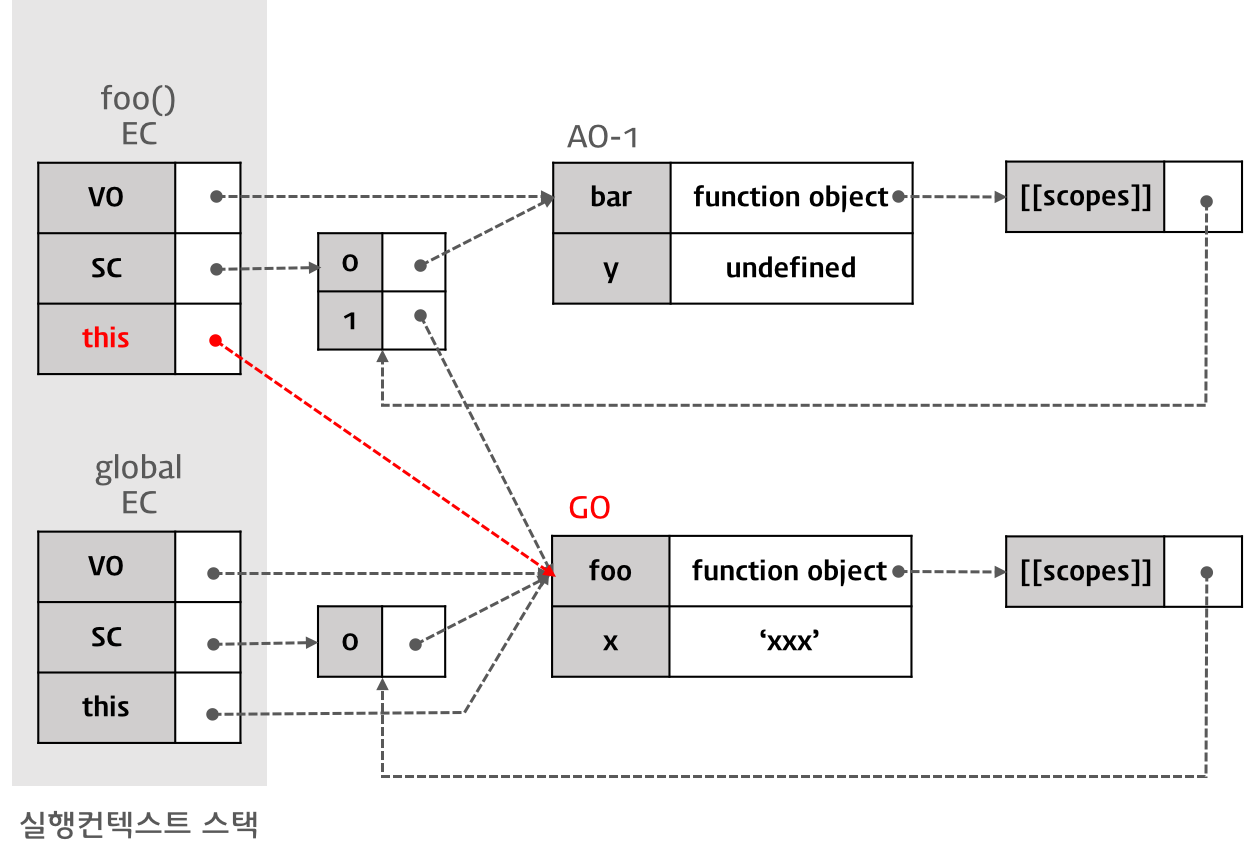 foo()
EC
VO
SC
this
0
1
AO-1
bar function object
y undefined
[[scopes]]
global
EC
VO
SC
this
0
GO
foo function object
x ‘xxx’
[[scopes]]
실행컨텍스트 스택